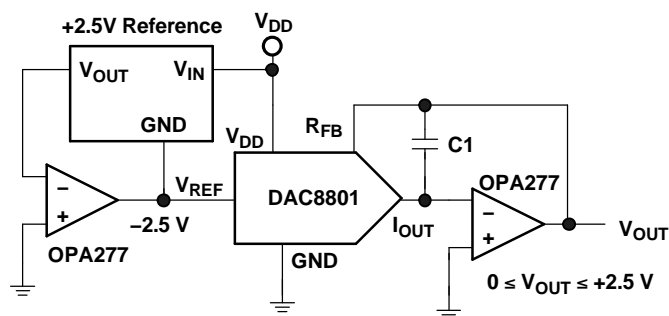 +2.5V Reference
VDD
VOUT
VIN
GND
VDD
RFB
C1
OPA277
−
+
VREF
DAC8801
−
+
−2.5 V
IOUT
VOUT
OPA277
GND
0 ≤ VOUT ≤ +2.5 V